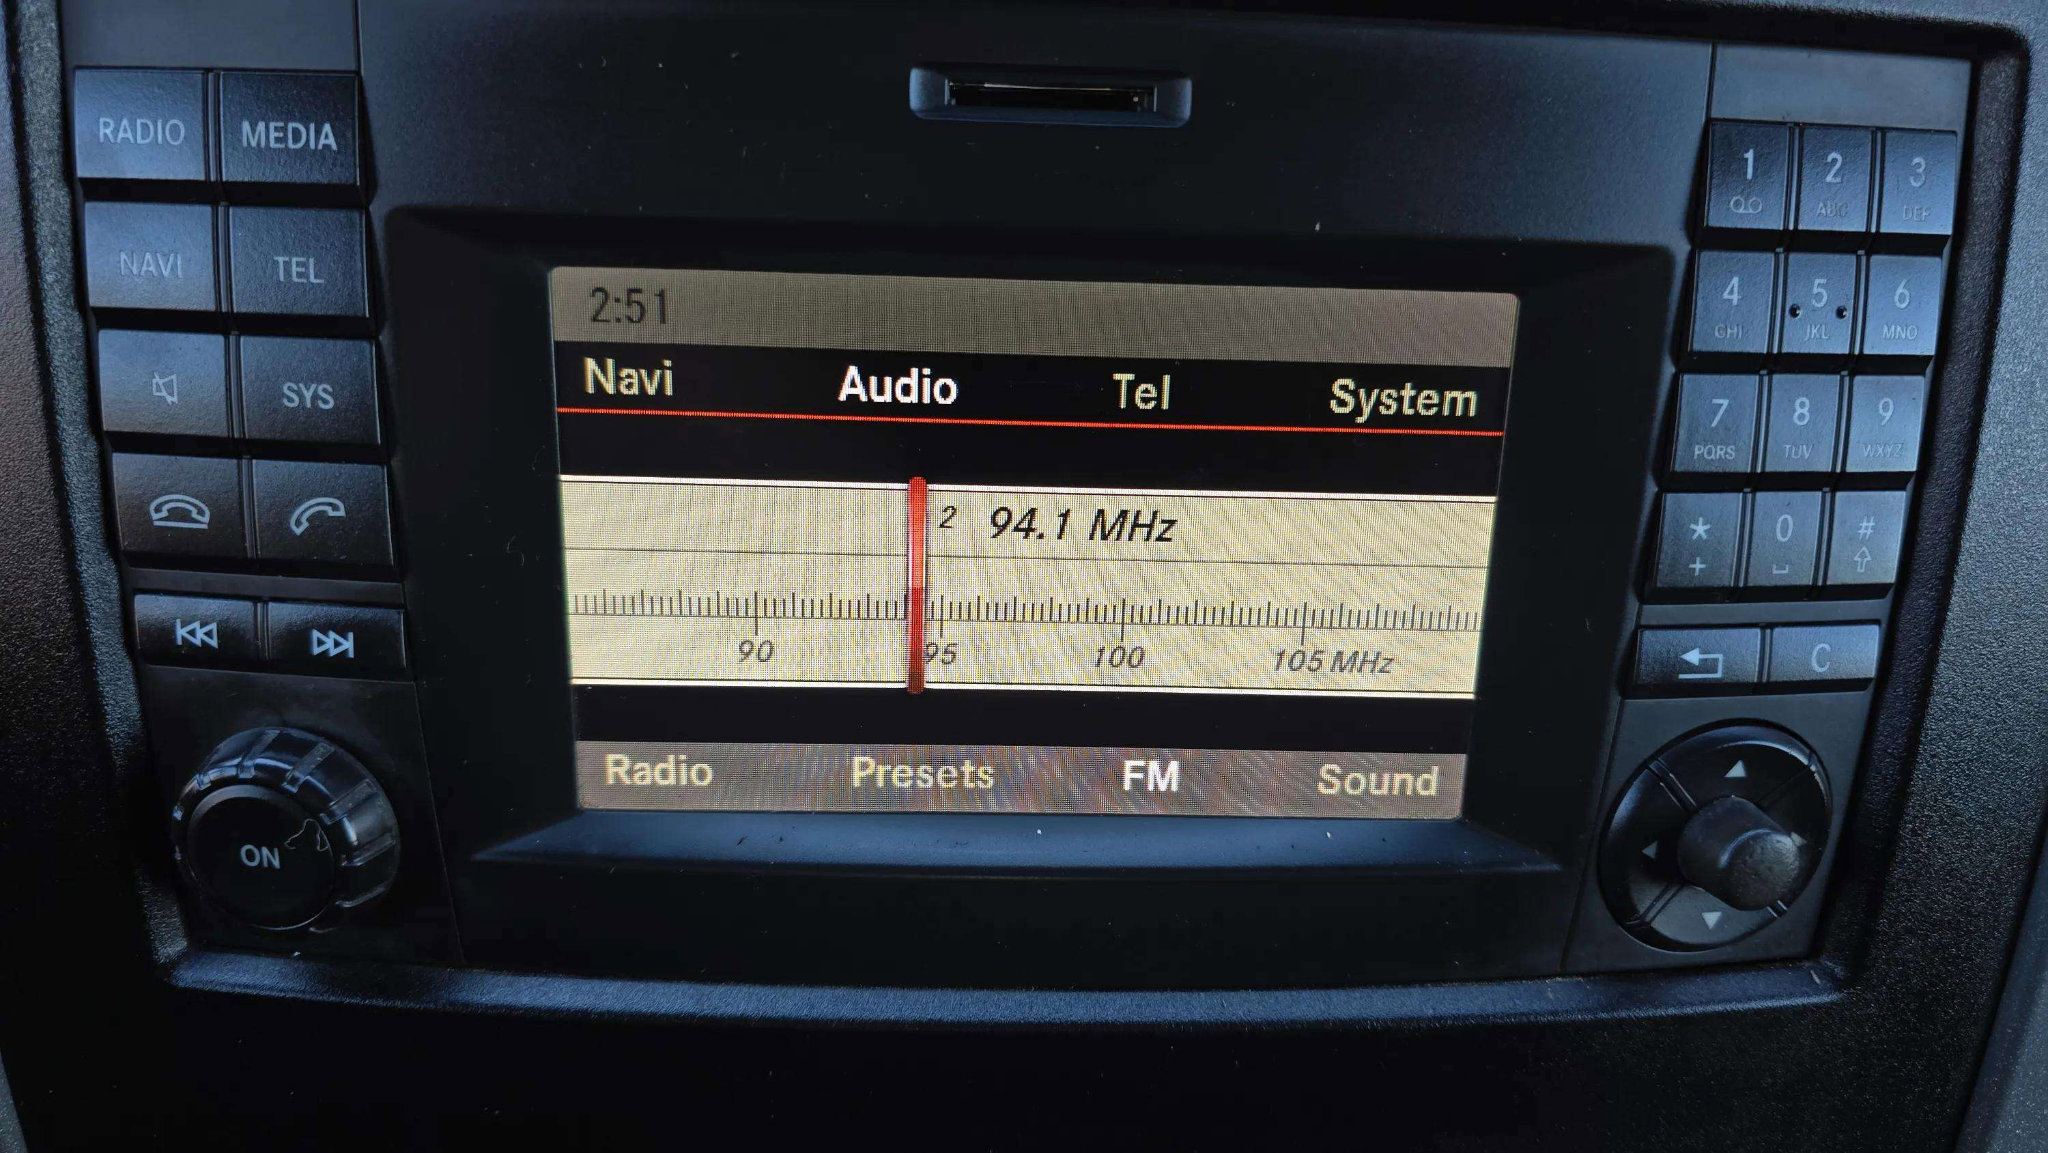 RADIO MEDIA
NAVI TEL
SYS
ON
2:51
Navi Audio Tel System
2 94.1 MHz
90 95 100 105 MHz
Radio Presets FM Sound
1 2 3
ABC DEF
4 5 6
GHI JKL MNO
7 8 9
PQRS TUV WXYZ
* 0 #
+
C